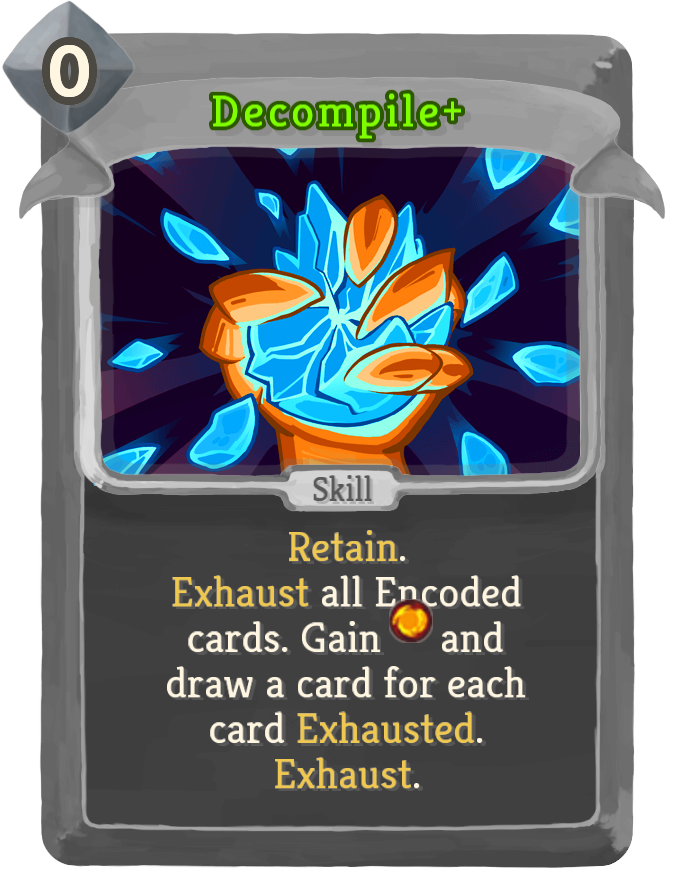 0
Decompile+
Skill
Retain.
Exhaust all Encoded
cards. Gain and
draw a card for each
card Exhausted.
Exhaust.